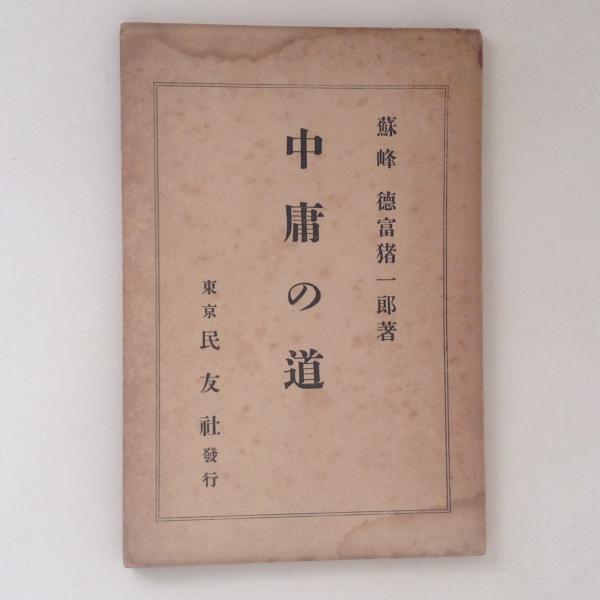 蘇峰 德富猪一郎著
中庸の道
東京 民友社發行